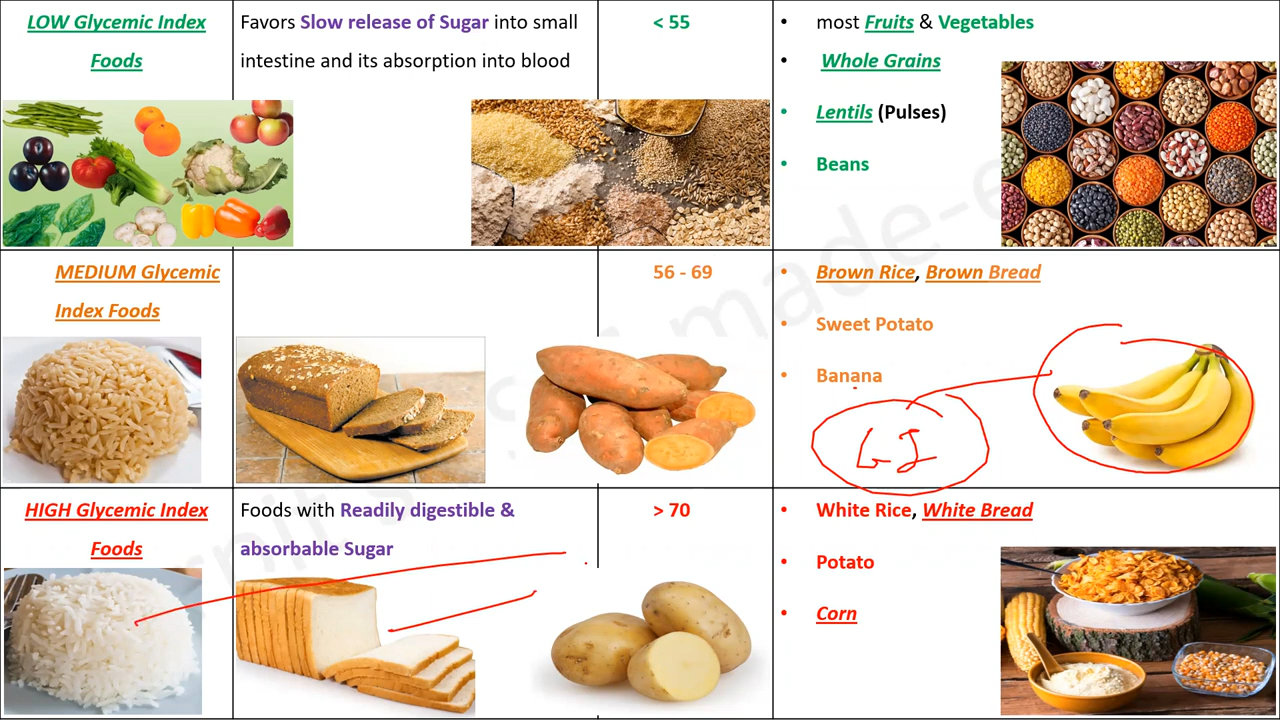 LOW Glycemic Index
Foods
Favors Slow release of Sugar into small
intestine and its absorption into blood
< 55
• most Fruits & Vegetables
• Whole Grains
• Lentils (Pulses)
• Beans
MEDIUM Glycemic
Index Foods
56 - 69
• Brown Rice, Brown Bread
• Sweet Potato
• Banana
GI
HIGH Glycemic Index
Foods
Foods with Readily digestible &
absorbable Sugar
> 70
• White Rice, White Bread
• Potato
• Corn